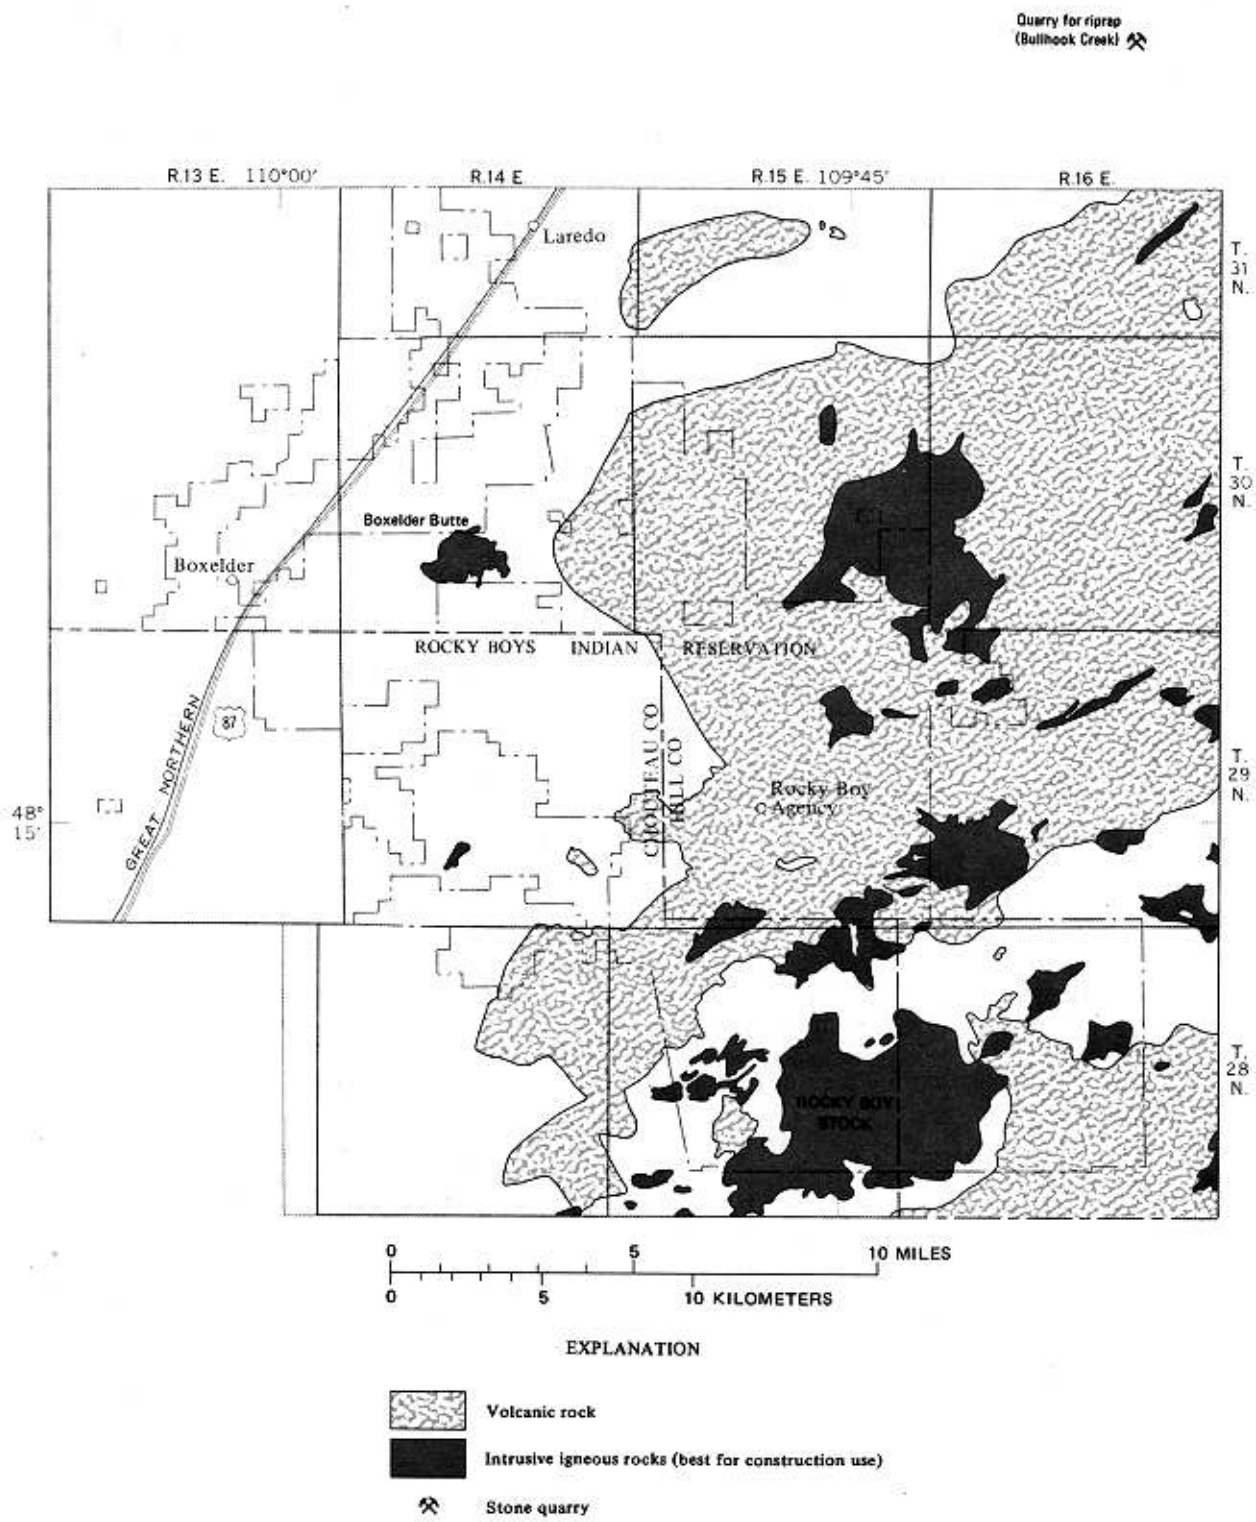 Quarry for riprap
(Bullhook Creek)
R.13 E. 110°00′ R.14 E R.15 E. 109°45′ R.16 E.
Laredo
T.
31
N.
T.
30
N.
Boxelder Butte
Boxelder
ROCKY BOYS INDIAN RESERVATION
GREAT NORTHERN
87
CHOUTEAU CO
HILL CO
Rocky Boy
Agency
T.
29
N.
48°
15′
T.
28
N.
ROCKY BOY
STOCK
0 5 10 MILES
0 5 10 KILOMETERS
EXPLANATION
Volcanic rock
Intrusive igneous rocks (best for construction use)
Stone quarry